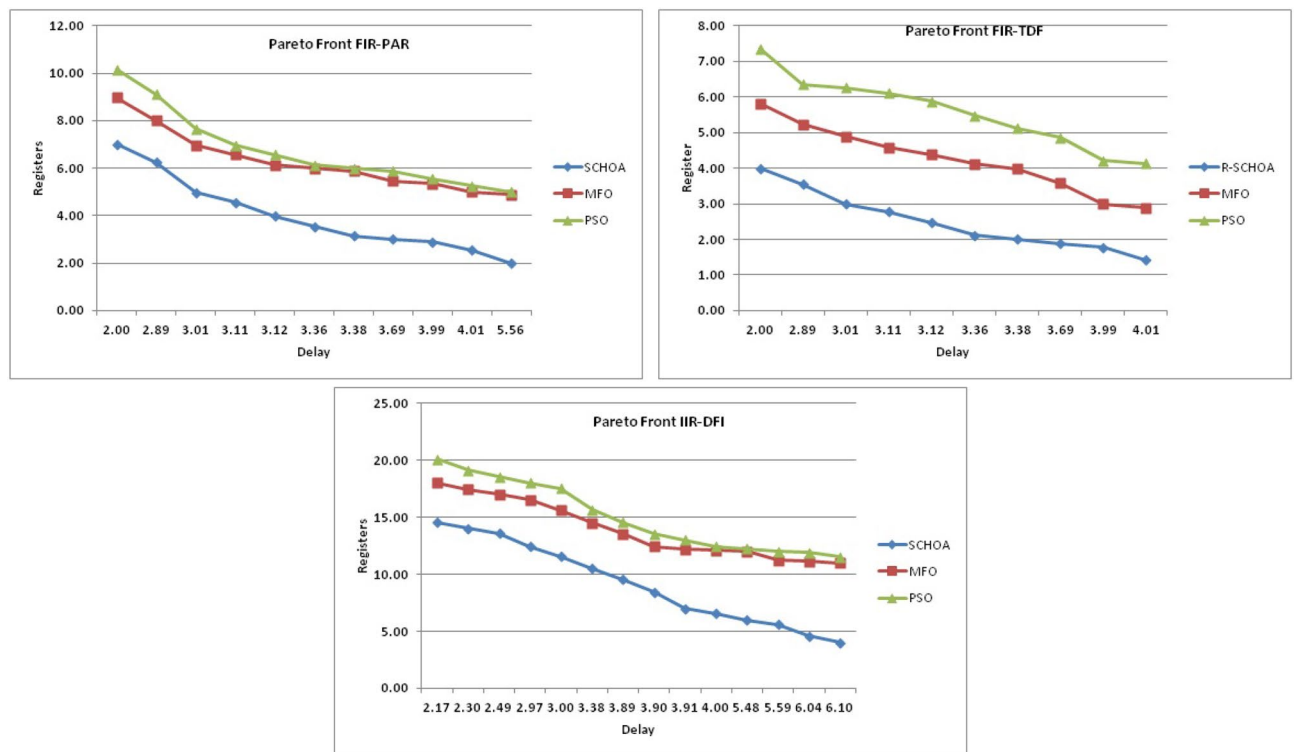 Pareto Front FIR-PAR
12.00
10.00
8.00
6.00
4.00
2.00
0.00
Registers
2.00 2.89 3.01 3.11 3.12 3.36 3.38 3.69 3.99 4.01 5.56
Delay
SCHOA
MFO
PSO
Pareto Front FIR-TDF
8.00
7.00
6.00
5.00
4.00
3.00
2.00
1.00
0.00
Register
2.00 2.89 3.01 3.11 3.12 3.36 3.38 3.69 3.99 4.01
Delay
R-SCHOA
MFO
PSO
Pareto Front IIR-DFI
25.00
20.00
15.00
10.00
5.00
0.00
Registers
2.17 2.30 2.49 2.97 3.00 3.38 3.89 3.90 3.91 4.00 5.48 5.59 6.04 6.10
Delay
SCHOA
MFO
PSO